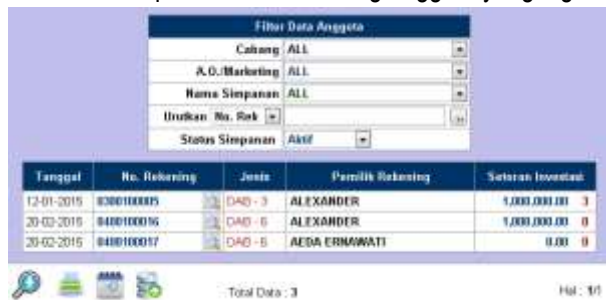 Filter Data Anggota
Cabang ALL
A.O./Marketing ALL
Nama Simpanan ALL
Urutkan No. Rek
Status Simpanan Aktif
Tanggal No. Rekening Jenis Pemilik Rekening Setoran Investasi
12-01-2015 0300100005 DAB - 3 ALEXANDER 1,000,000.00 3
20-02-2015 0400100016 DAB - 6 ALEXANDER 1,000,000.00 0
20-02-2015 0400100017 DAB - 6 AEDA ERNAWATI 0.00 0
Total Data : 3 Hal : 1/1